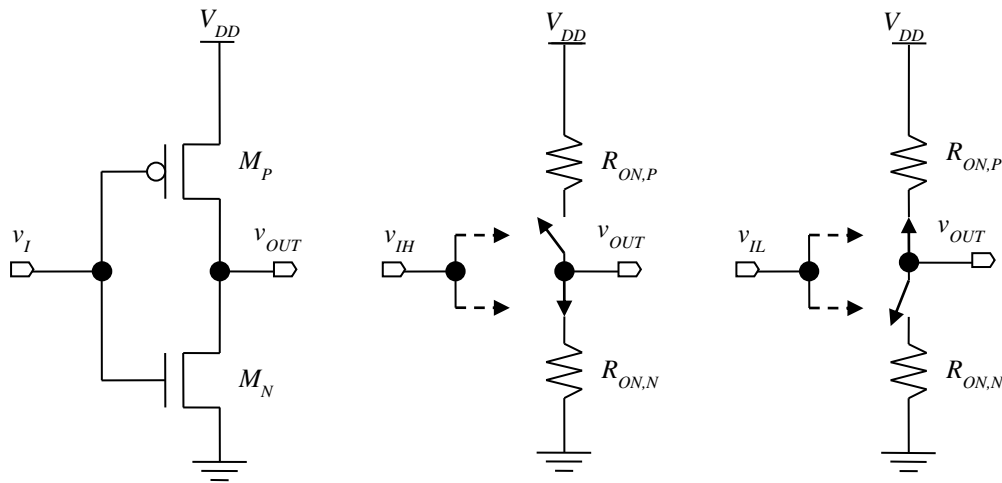 V_DD
M_P
v_I
v_OUT
M_N
V_DD
R_ON,P
v_IH
v_OUT
R_ON,N
V_DD
R_ON,P
v_IL
v_OUT
R_ON,N